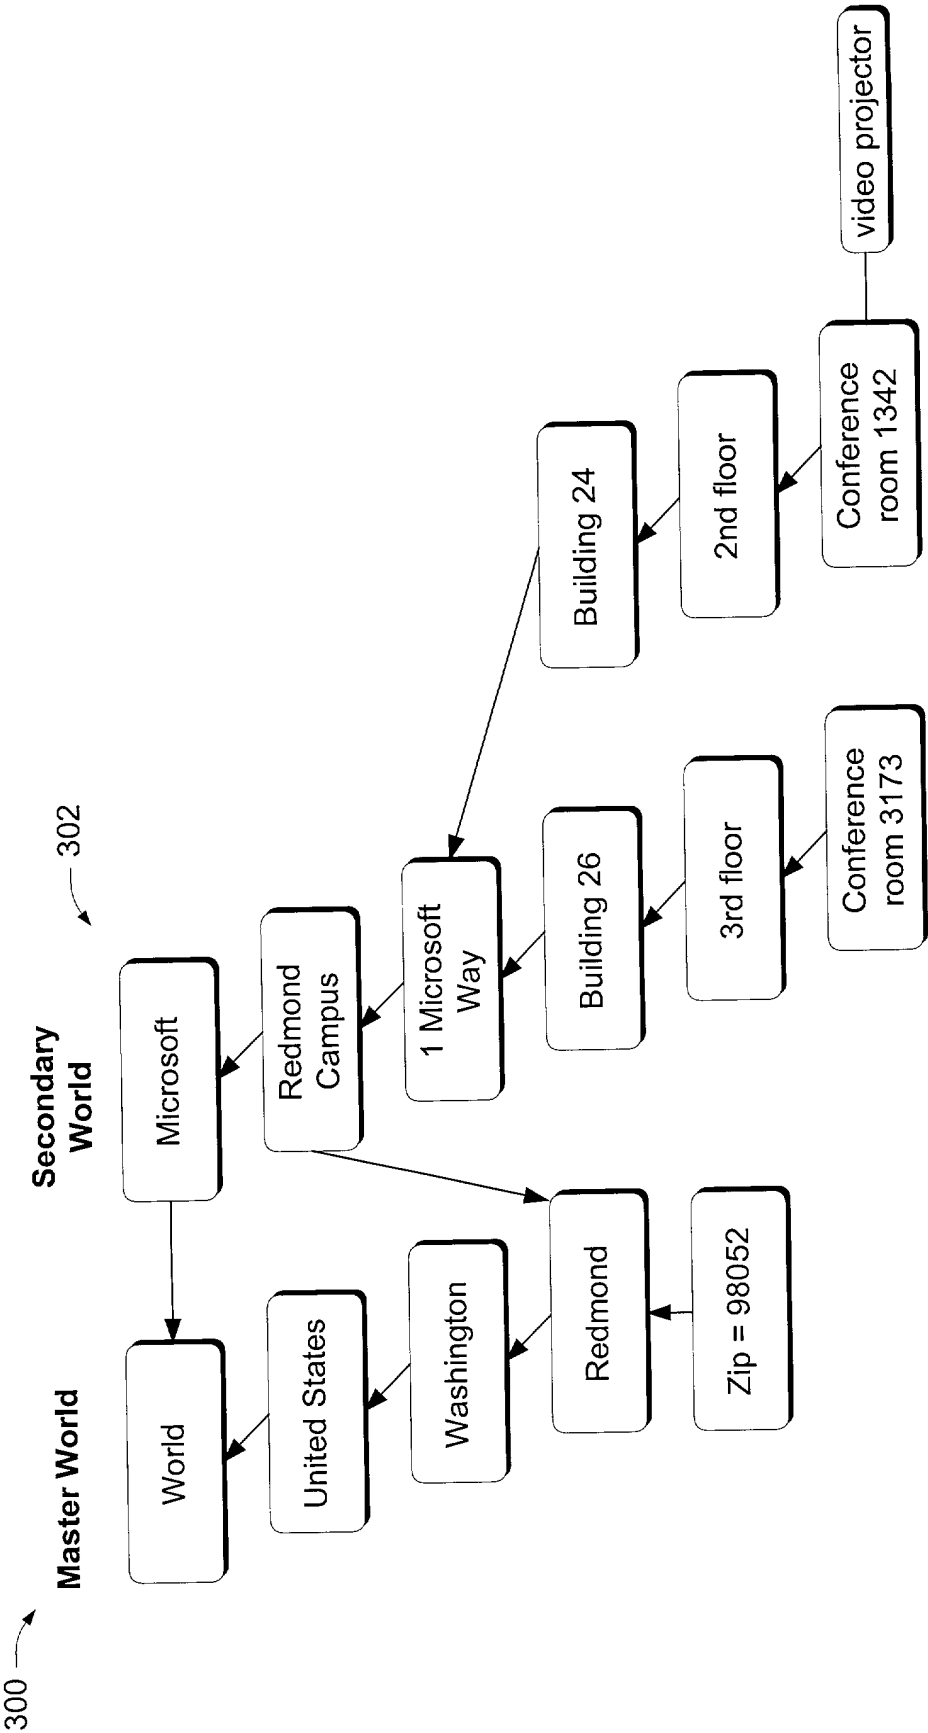 300
Master World
World
United States
Washington
Redmond
Zip = 98052
302
Secondary
World
Microsoft
Redmond
Campus
1 Microsoft
Way
Building 26
3rd floor
Conference
room 3173
Building 24
2nd floor
Conference
room 1342
video projector